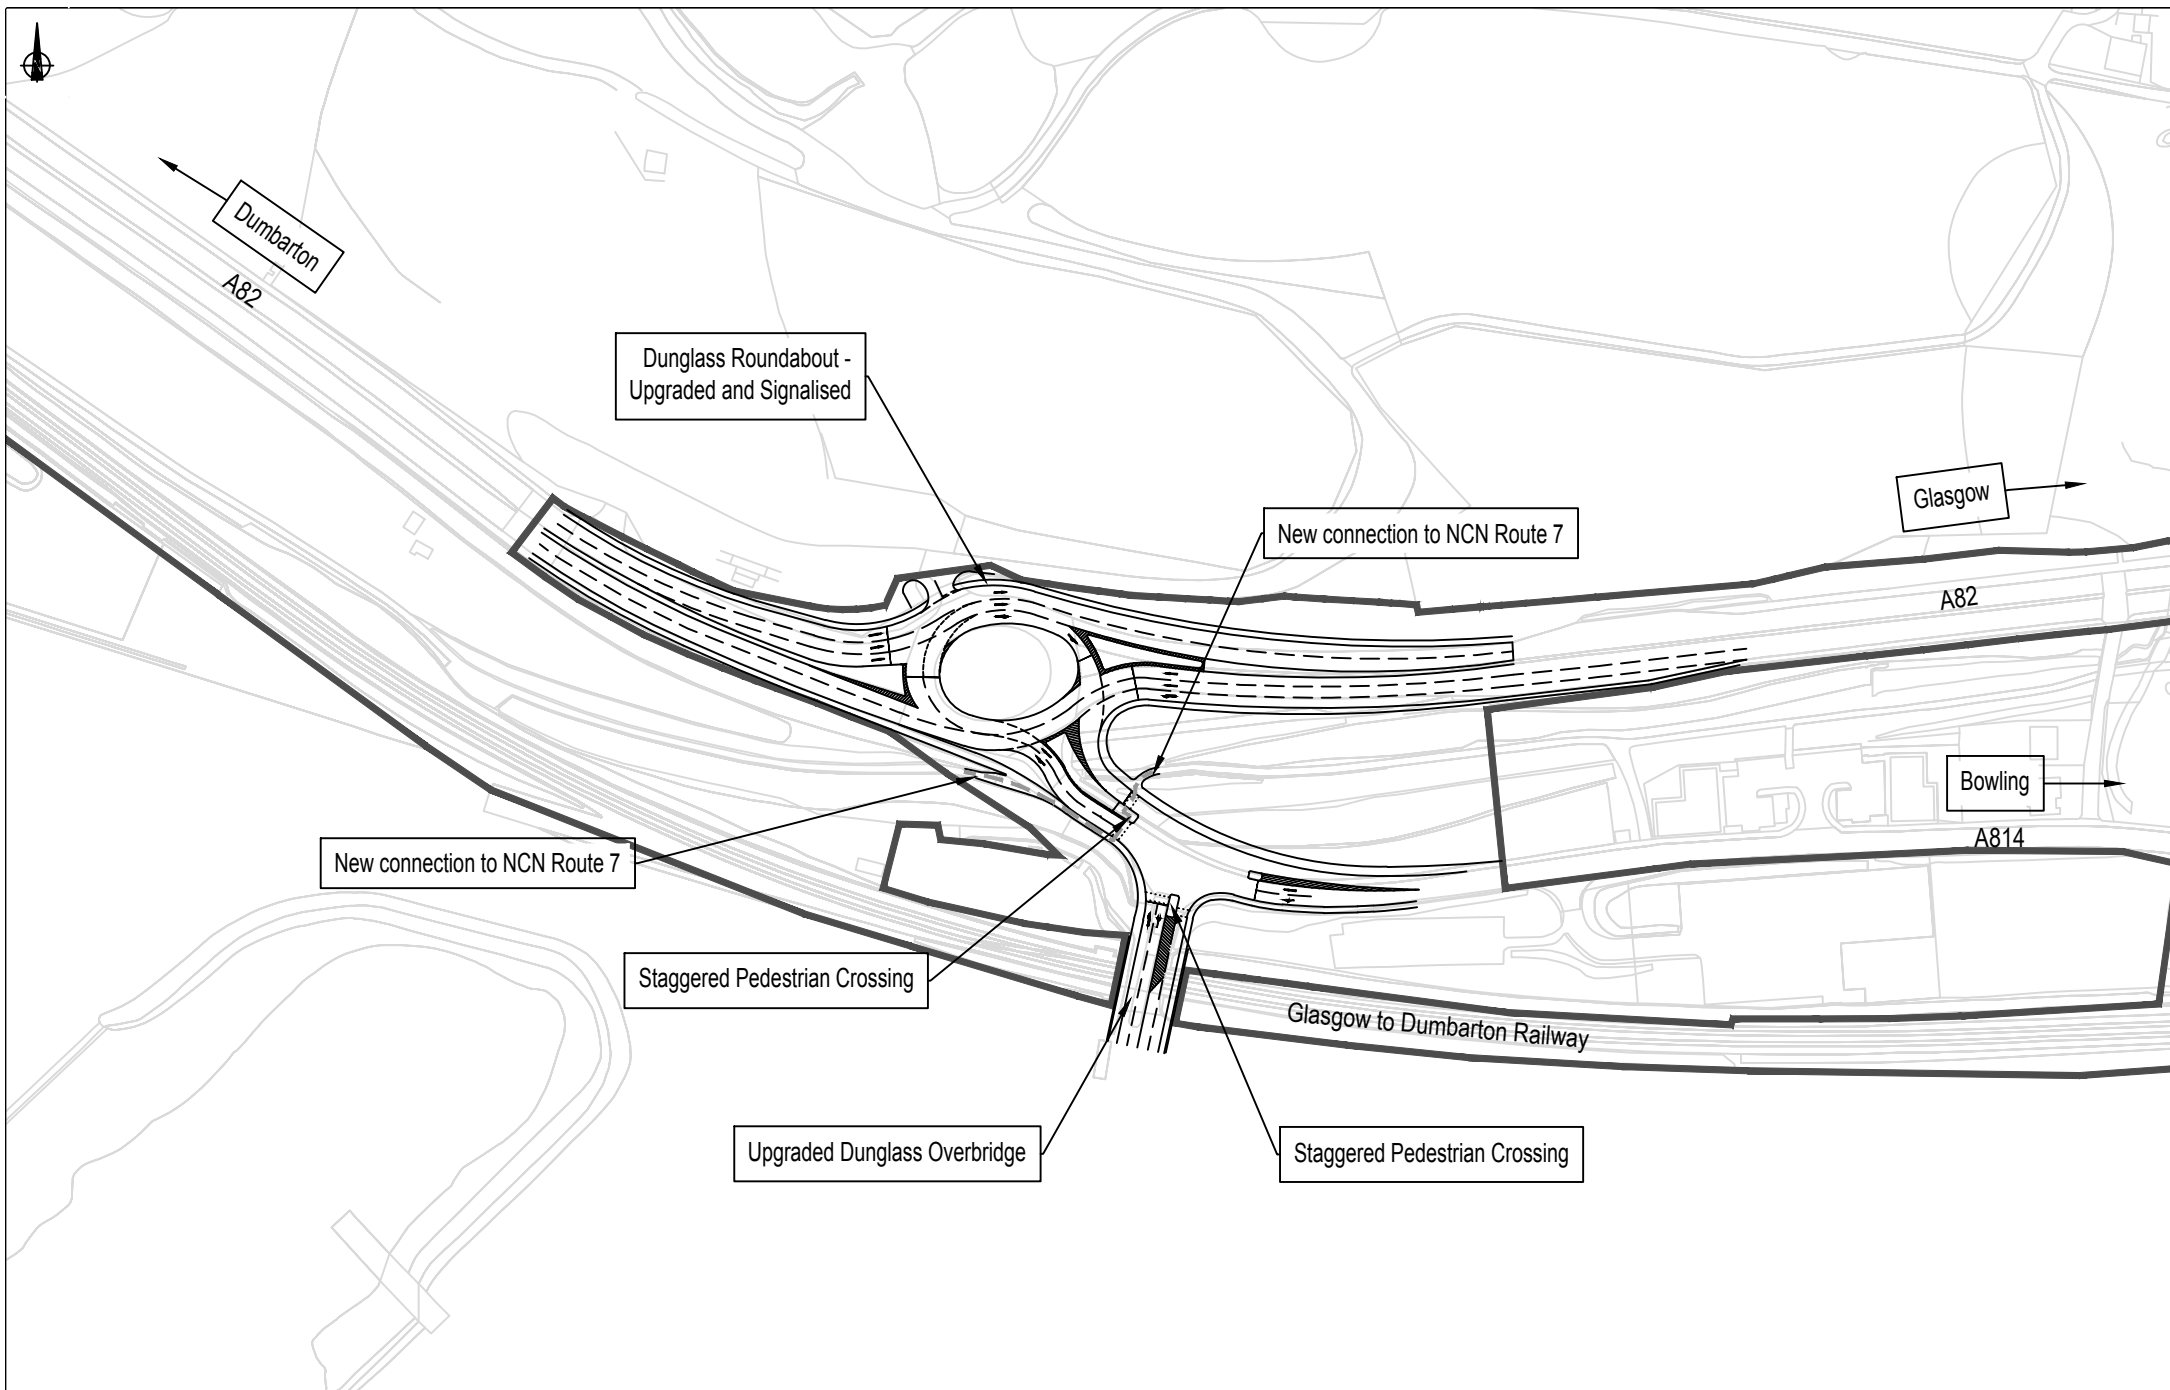 N
Dumbarton
A82
Dunglass Roundabout -
Upgraded and Signalised
Glasgow
New connection to NCN Route 7
A82
Bowling
A814
New connection to NCN Route 7
Staggered Pedestrian Crossing
Glasgow to Dumbarton Railway
Upgraded Dunglass Overbridge
Staggered Pedestrian Crossing